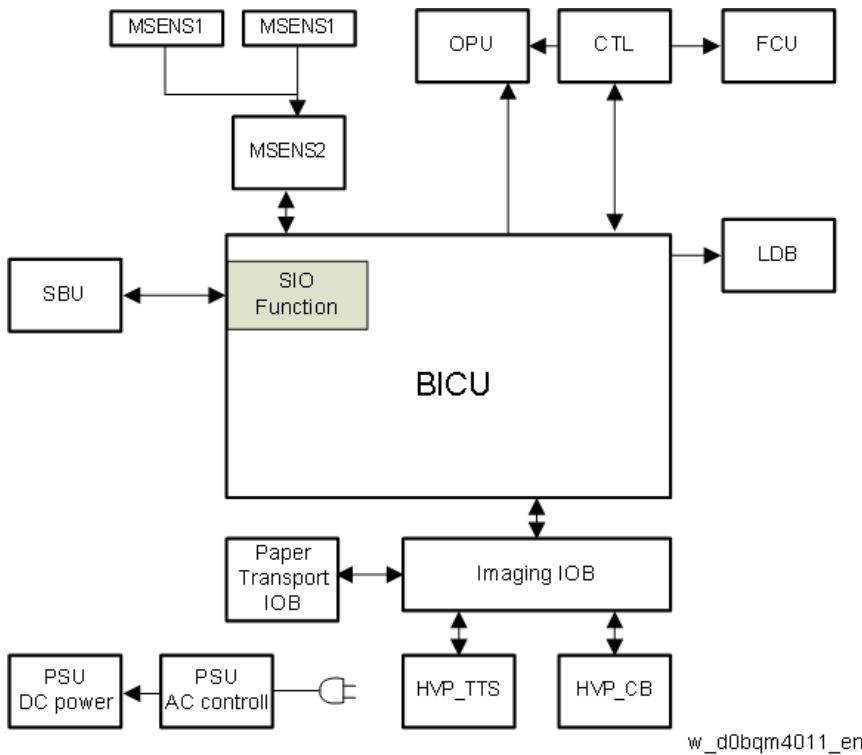 MSENS1
MSENS1
OPU
CTL
FCU
MSENS2
LDB
SBU
SIO
Function
BICU
Paper
Transport
IOB
Imaging IOB
PSU
DC power
PSU
AC controll
HVP_TTS
HVP_CB
w_d0bqm4011_en